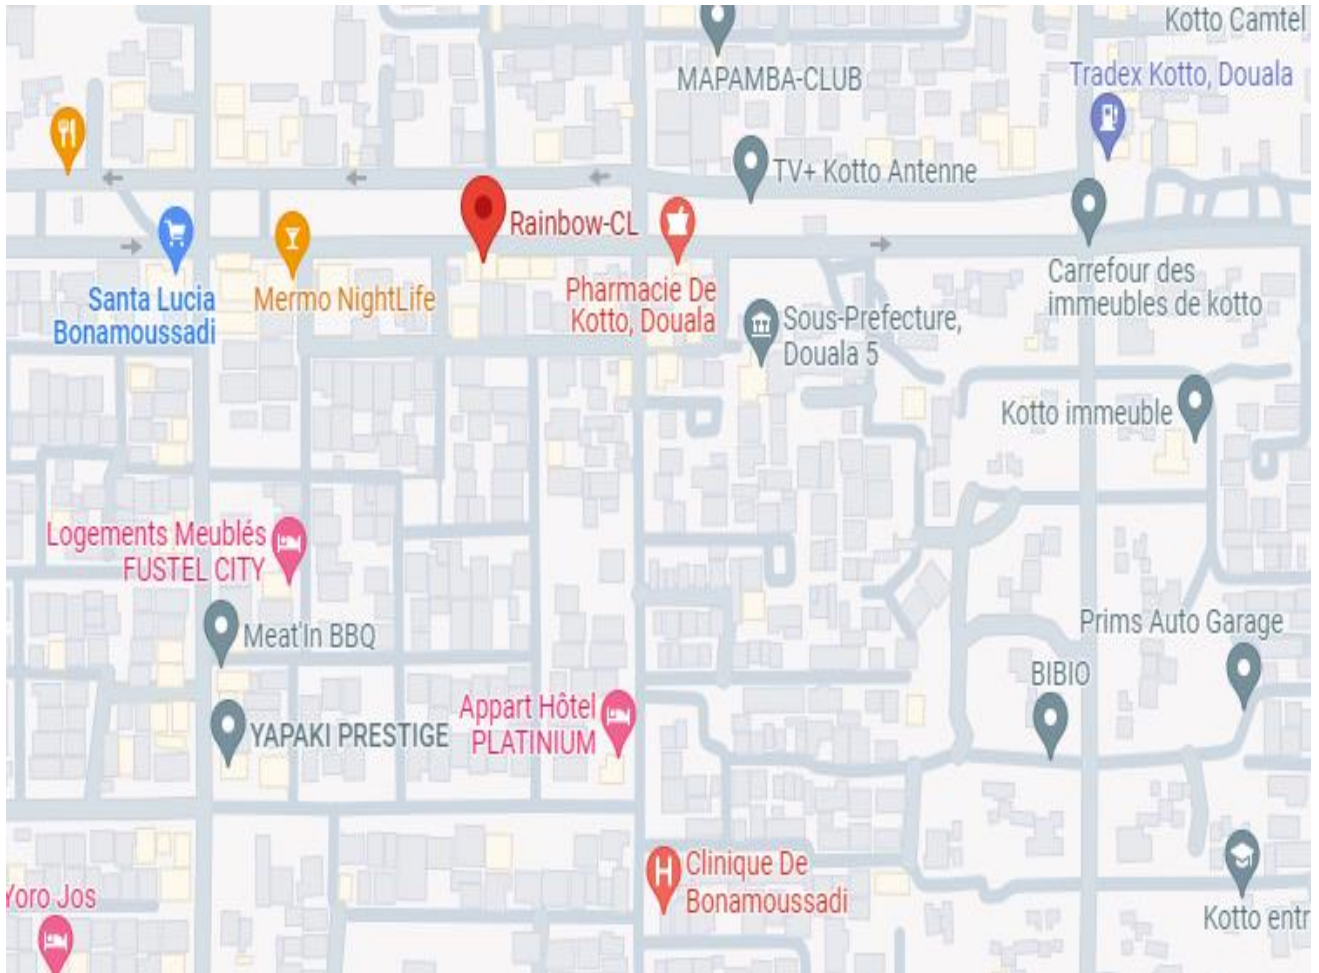 Kotto Camtel
Tradex Kotto, Douala
MAPAMBA-CLUB
TV+ Kotto Antenne
Rainbow-CL
Santa Lucia
Bonamoussadi
Mermo NightLife
Pharmacie De
Kotto, Douala
Carrefour des
immeubles de kotto
Sous-Prefecture,
Douala 5
Kotto immeuble
Logements Meublés
FUSTEL CITY
Meat'In BBQ
Prims Auto Garage
BIBIO
YAPAKI PRESTIGE
Appart Hôtel
PLATINIUM
H
Clinique De
Bonamoussadi
Yoro Jos
Kotto entr